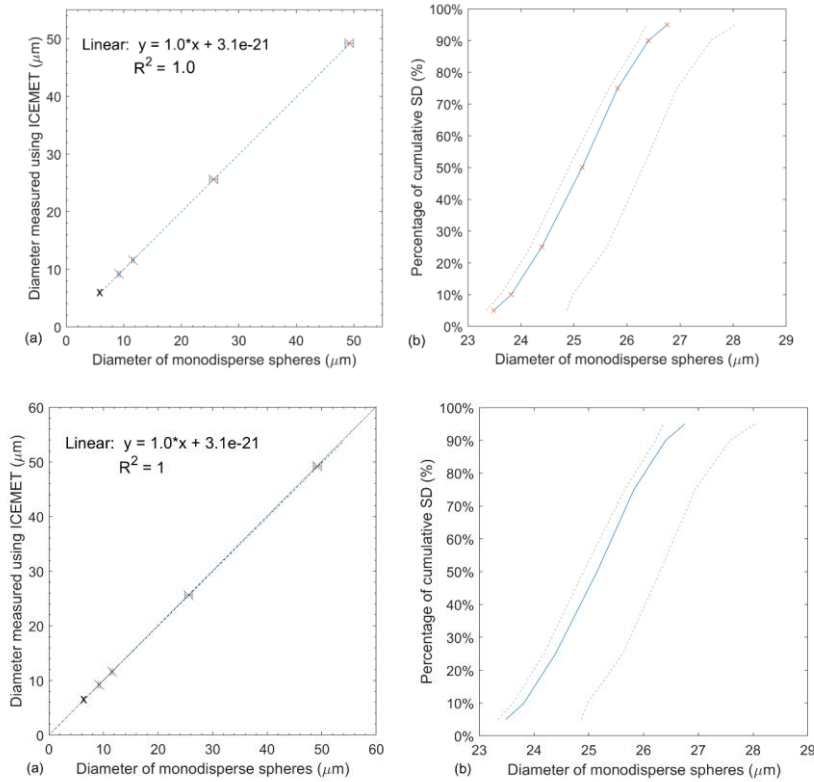 Linear: y = 1.0*x + 3.1e-21
R² = 1.0
Diameter measured using ICEMET (μm)
50
40
30
20
10
0
0 10 20 30 40 50
(a)
Diameter of monodisperse spheres (μm)
Percentage of cumulative SD (%)
100%
90%
80%
70%
60%
50%
40%
30%
20%
10%
0%
23 24 25 26 27 28 29
(b)
Diameter of monodisperse spheres (μm)
Linear: y = 1.0*x + 3.1e-21
R² = 1
Diameter measured using ICEMET (μm)
60
50
40
30
20
10
0
0 10 20 30 40 50 60
(a)
Diameter of monodisperse spheres (μm)
Percentage of cumulative SD (%)
100%
90%
80%
70%
60%
50%
40%
30%
20%
10%
0%
23 24 25 26 27 28 29
(b)
Diameter of monodisperse spheres (μm)